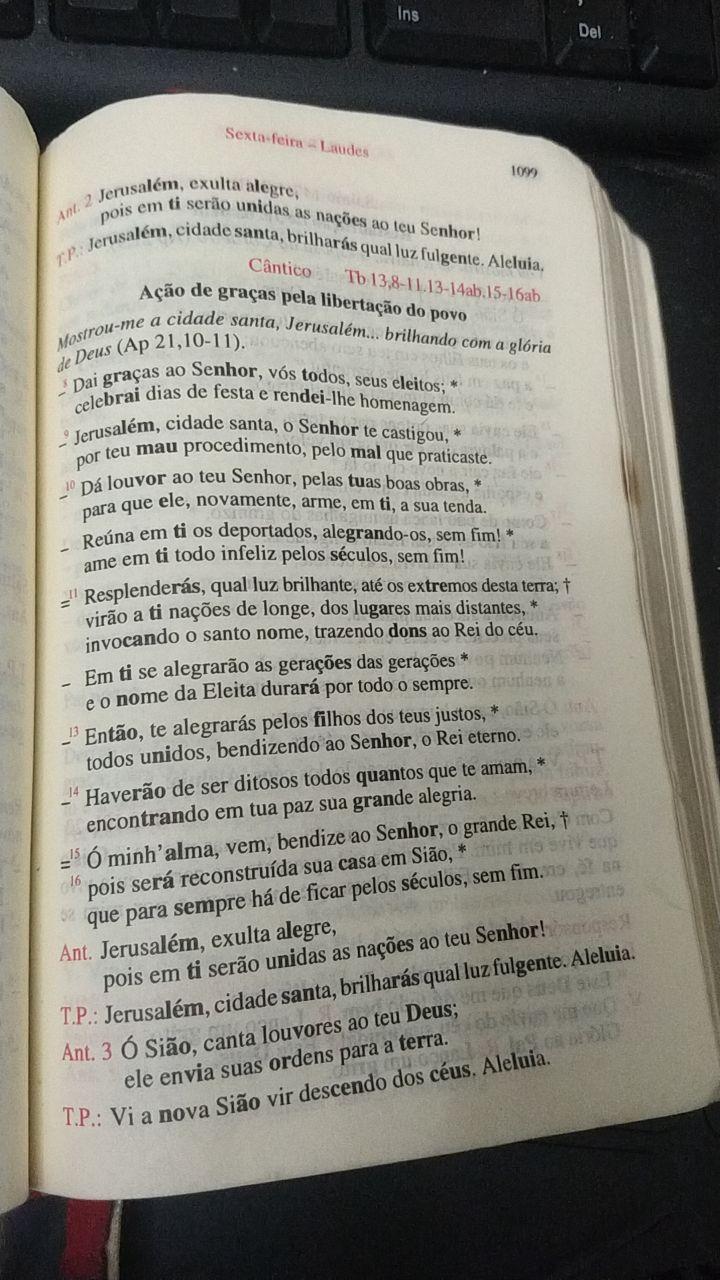 Ins
Del
Sexta-feira – Laudes 1099
Ant. 2 Jerusalém, exulta alegre,
pois em ti serão unidas as nações ao teu Senhor!
T.P.: Jerusalém, cidade santa, brilharás qual luz fulgente. Aleluia.
Cântico Tb 13,8-11.13-14ab.15-16ab
Ação de graças pela libertação do povo
Mostrou-me a cidade santa, Jerusalém... brilhando com a glória
de Deus (Ap 21,10-11).
– 8 Dai graças ao Senhor, vós todos, seus eleitos; *
celebrai dias de festa e rendei-lhe homenagem.
– 9 Jerusalém, cidade santa, o Senhor te castigou, *
por teu mau procedimento, pelo mal que praticaste.
– 10 Dá louvor ao teu Senhor, pelas tuas boas obras, *
para que ele, novamente, arme, em ti, a sua tenda.
– Reúna em ti os deportados, alegrando-os, sem fim! *
ame em ti todo infeliz pelos séculos, sem fim!
= 11 Resplenderás, qual luz brilhante, até os extremos desta terra; †
virão a ti nações de longe, dos lugares mais distantes, *
invocando o santo nome, trazendo dons ao Rei do céu.
– Em ti se alegrarão as gerações das gerações *
e o nome da Eleita durará por todo o sempre.
– 13 Então, te alegrarás pelos filhos dos teus justos, *
todos unidos, bendizendo ao Senhor, o Rei eterno.
– 14 Haverão de ser ditosos todos quantos que te amam, *
encontrando em tua paz sua grande alegria.
= 15 Ó minh'alma, vem, bendize ao Senhor, o grande Rei, †
16 pois será reconstruída sua casa em Sião, *
que para sempre há de ficar pelos séculos, sem fim.
Ant. Jerusalém, exulta alegre,
pois em ti serão unidas as nações ao teu Senhor!
T.P.: Jerusalém, cidade santa, brilharás qual luz fulgente. Aleluia.
Ant. 3 Ó Sião, canta louvores ao teu Deus;
ele envia suas ordens para a terra.
T.P.: Vi a nova Sião vir descendo dos céus. Aleluia.